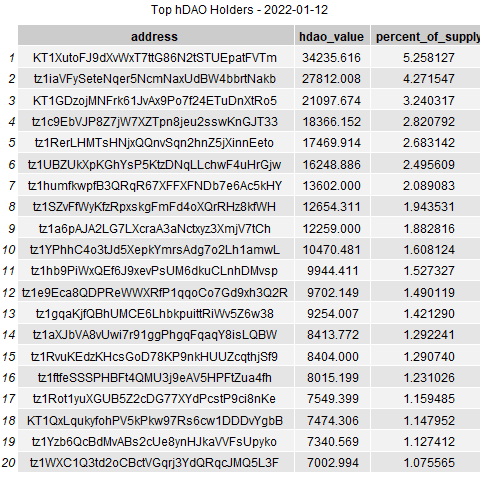 Top hDAO Holders - 2022-01-12
address hdao_value percent_of_supply
1 KT1XutoFJ9dXvWxT7ttG86N2tSTUEpatFVTm 34235.616 5.258127
2 tz1iaVFySeteNqer5NcmNaxUdBW4bbrtNakb 27812.008 4.271547
3 KT1GDzojMNFrk61JvAx9Po7f24ETuDnXtRo5 21097.674 3.240317
4 tz1c9EbVJP8Z7jW7XZTpn8jeu2sswKnGJT33 18366.152 2.820792
5 tz1RerLHMTsHNjxQQnvSqn2hnZ5jXinnEeto 17469.914 2.683142
6 tz1UBZUkXpKGhYsP5KtzDNqLLchwF4uHrGjw 16248.886 2.495609
7 tz1humfkwpfB3QRqR67XFFXFNDb7e6Ac5kHY 13602.000 2.089083
8 tz1SZvFfWyKfzRpxskgFmFd4oXQrRHz8kfWH 12654.311 1.943531
9 tz1a6pAJA2LG7LXcraA3aNctxyz3XmjV7tCh 12259.000 1.882816
10 tz1YPhhC4o3tJd5XepkYmrsAdg7o2Lh1amwL 10470.481 1.608124
11 tz1hb9PiWxQEf6J9xevPsUM6dkuCLnhDMvsp 9944.411 1.527327
12 tz1e9Eca8QDPReWWXRfP1qqoCo7Gd9xh3Q2R 9702.149 1.490119
13 tz1gqaKjfQBhUMCE6LhbkpuittRiWv5Z6w38 9254.007 1.421290
14 tz1aXJbVA8vUwi7r91ggPhgqFqaqY8isLQBW 8413.772 1.292241
15 tz1RvuKEdzKHcsGoD78KP9nkHUUZcqthjSf9 8404.000 1.290740
16 tz1ftfeSSSPHBFt4QMU3j9eAV5HPFtZua4fh 8015.199 1.231026
17 tz1Rot1yuXGUB5Z2cDG77XYdPcstP9ci8nKe 7549.399 1.159485
18 KT1QxLqukyfohPV5kPkw97Rs6cw1DDDvYgbB 7474.306 1.147952
19 tz1Yzb6QcBdMvABs2cUe8ynHJkaVVFsUpyko 7340.569 1.127412
20 tz1WXC1Q3td2oCBctVGqrj3YdQRqcJMQ5L3F 7002.994 1.075565